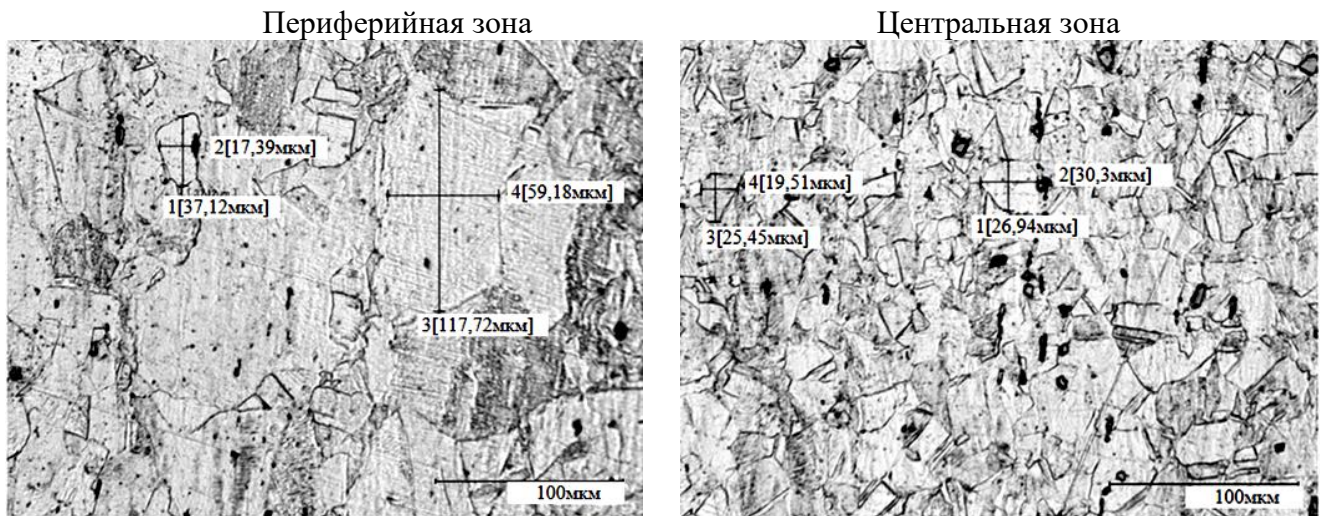 Периферийная зона
Центральная зона
2[17,39мкм]
1[37,12мкм]
4[59,18мкм]
3[117,72мкм]
100мкм
4[19,51мкм]
2[30,3мкм]
3[25,45мкм]
1[26,94мкм]
100мкм